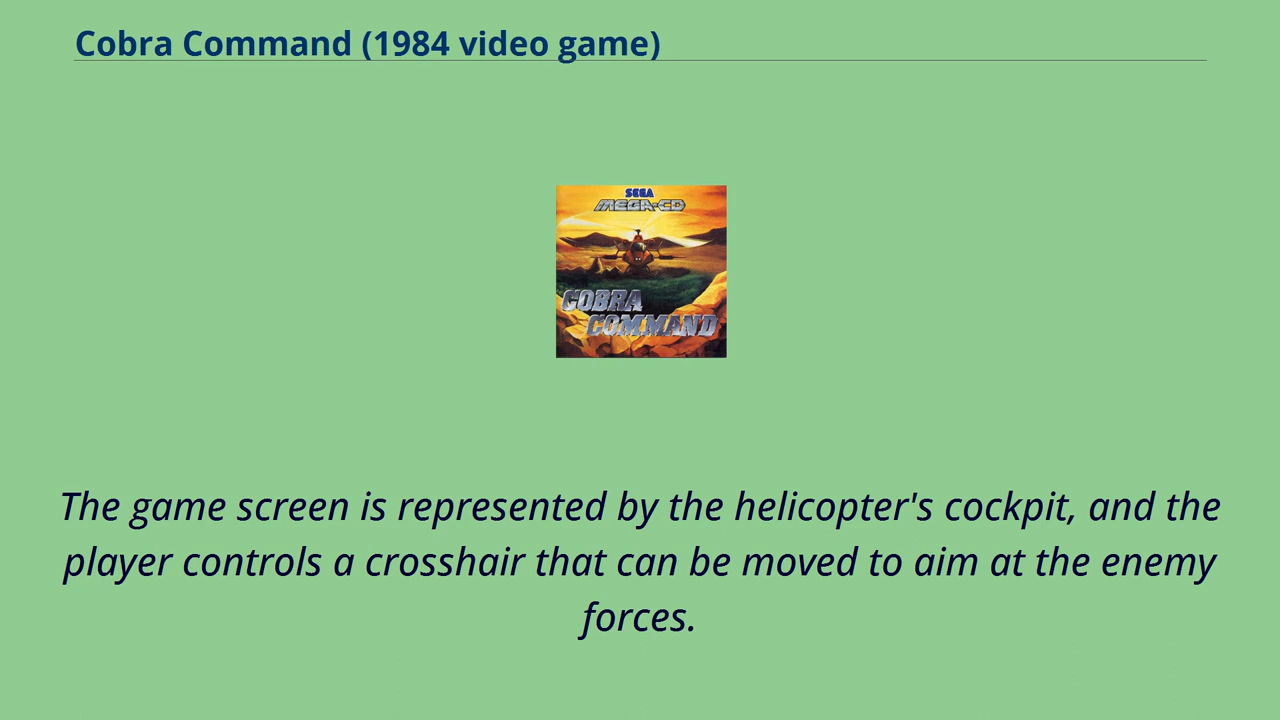 Cobra Command (1984 video game)
SEGA
MEGA-CD
COBRA
COMMAND
The game screen is represented by the helicopter's cockpit, and the
player controls a crosshair that can be moved to aim at the enemy
forces.